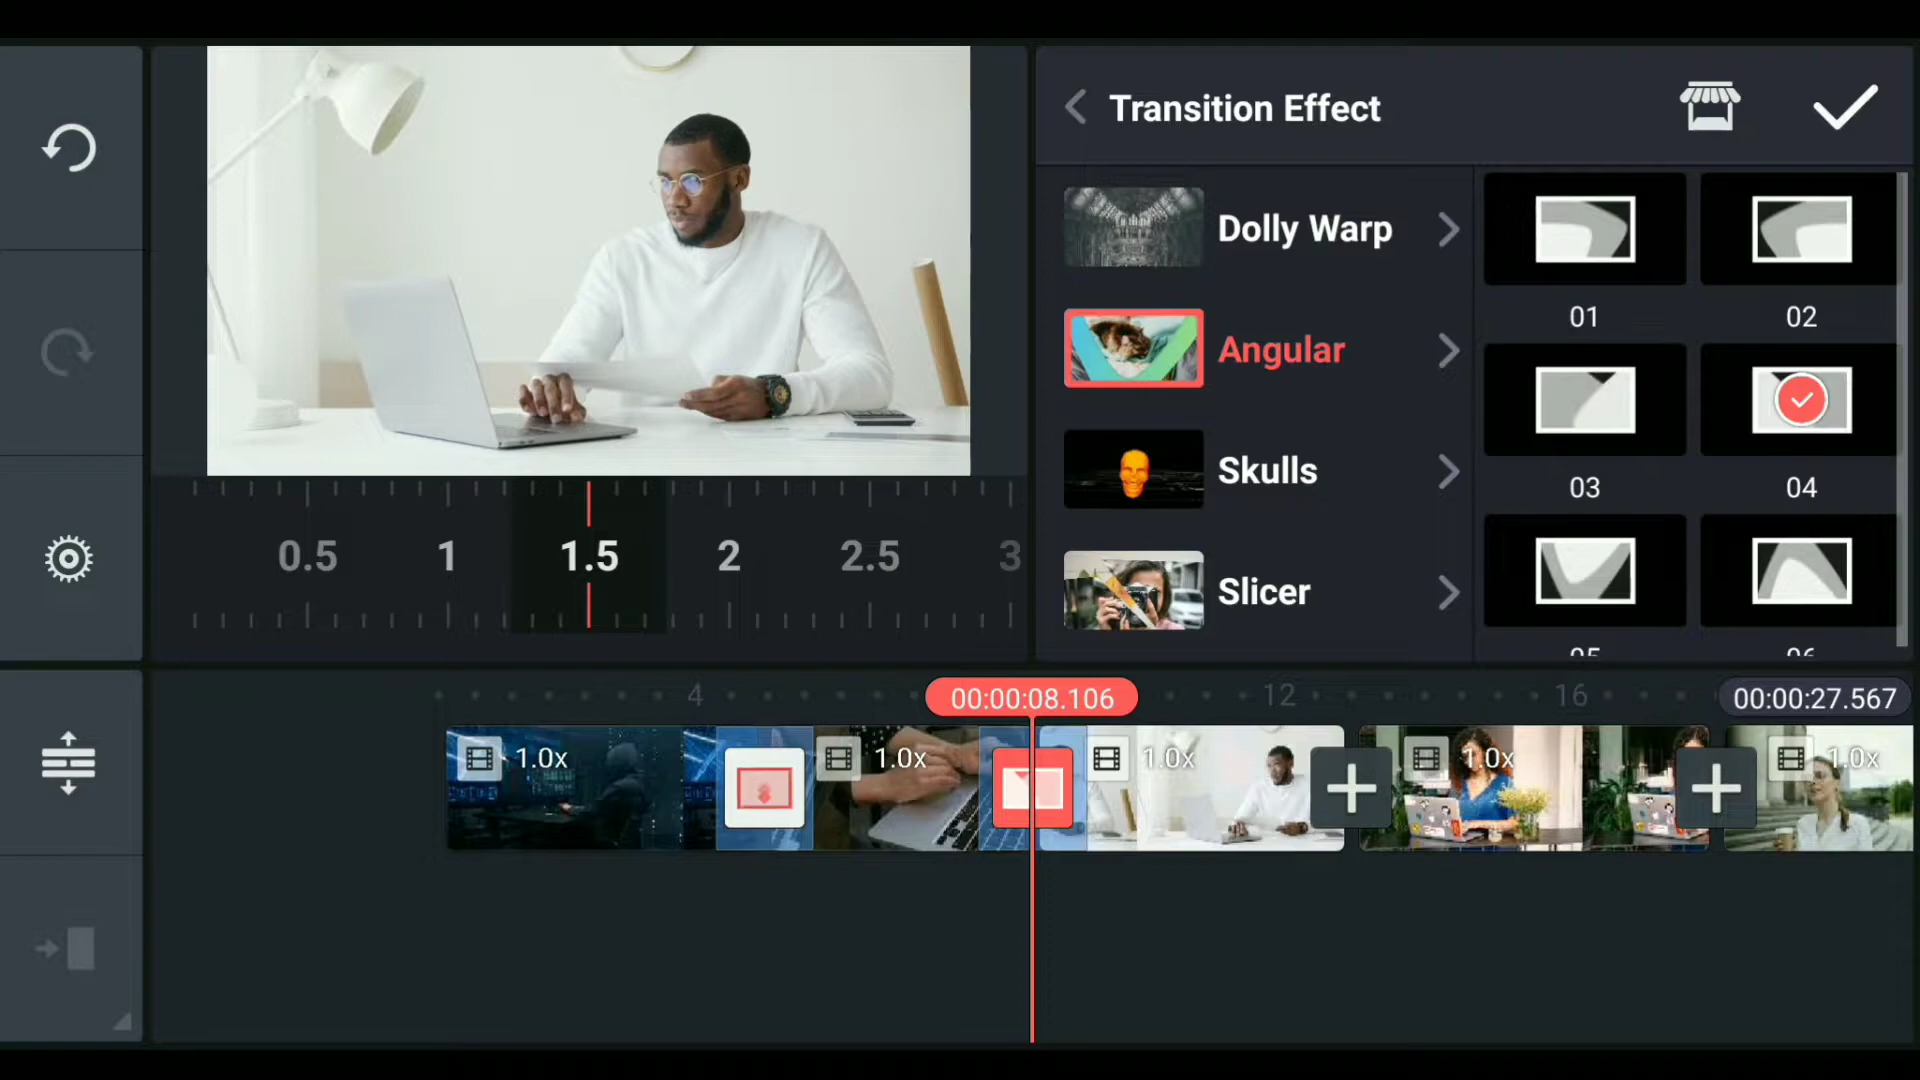 Transition Effect
Dolly Warp
Angular
Skulls
Slicer
01
02
03
04
05
06
0.5
1
1.5
2
2.5
3
4
00:00:08.106
12
16
00:00:27.567
1.0x
1.0x
1.0x
1.0x
1.0x